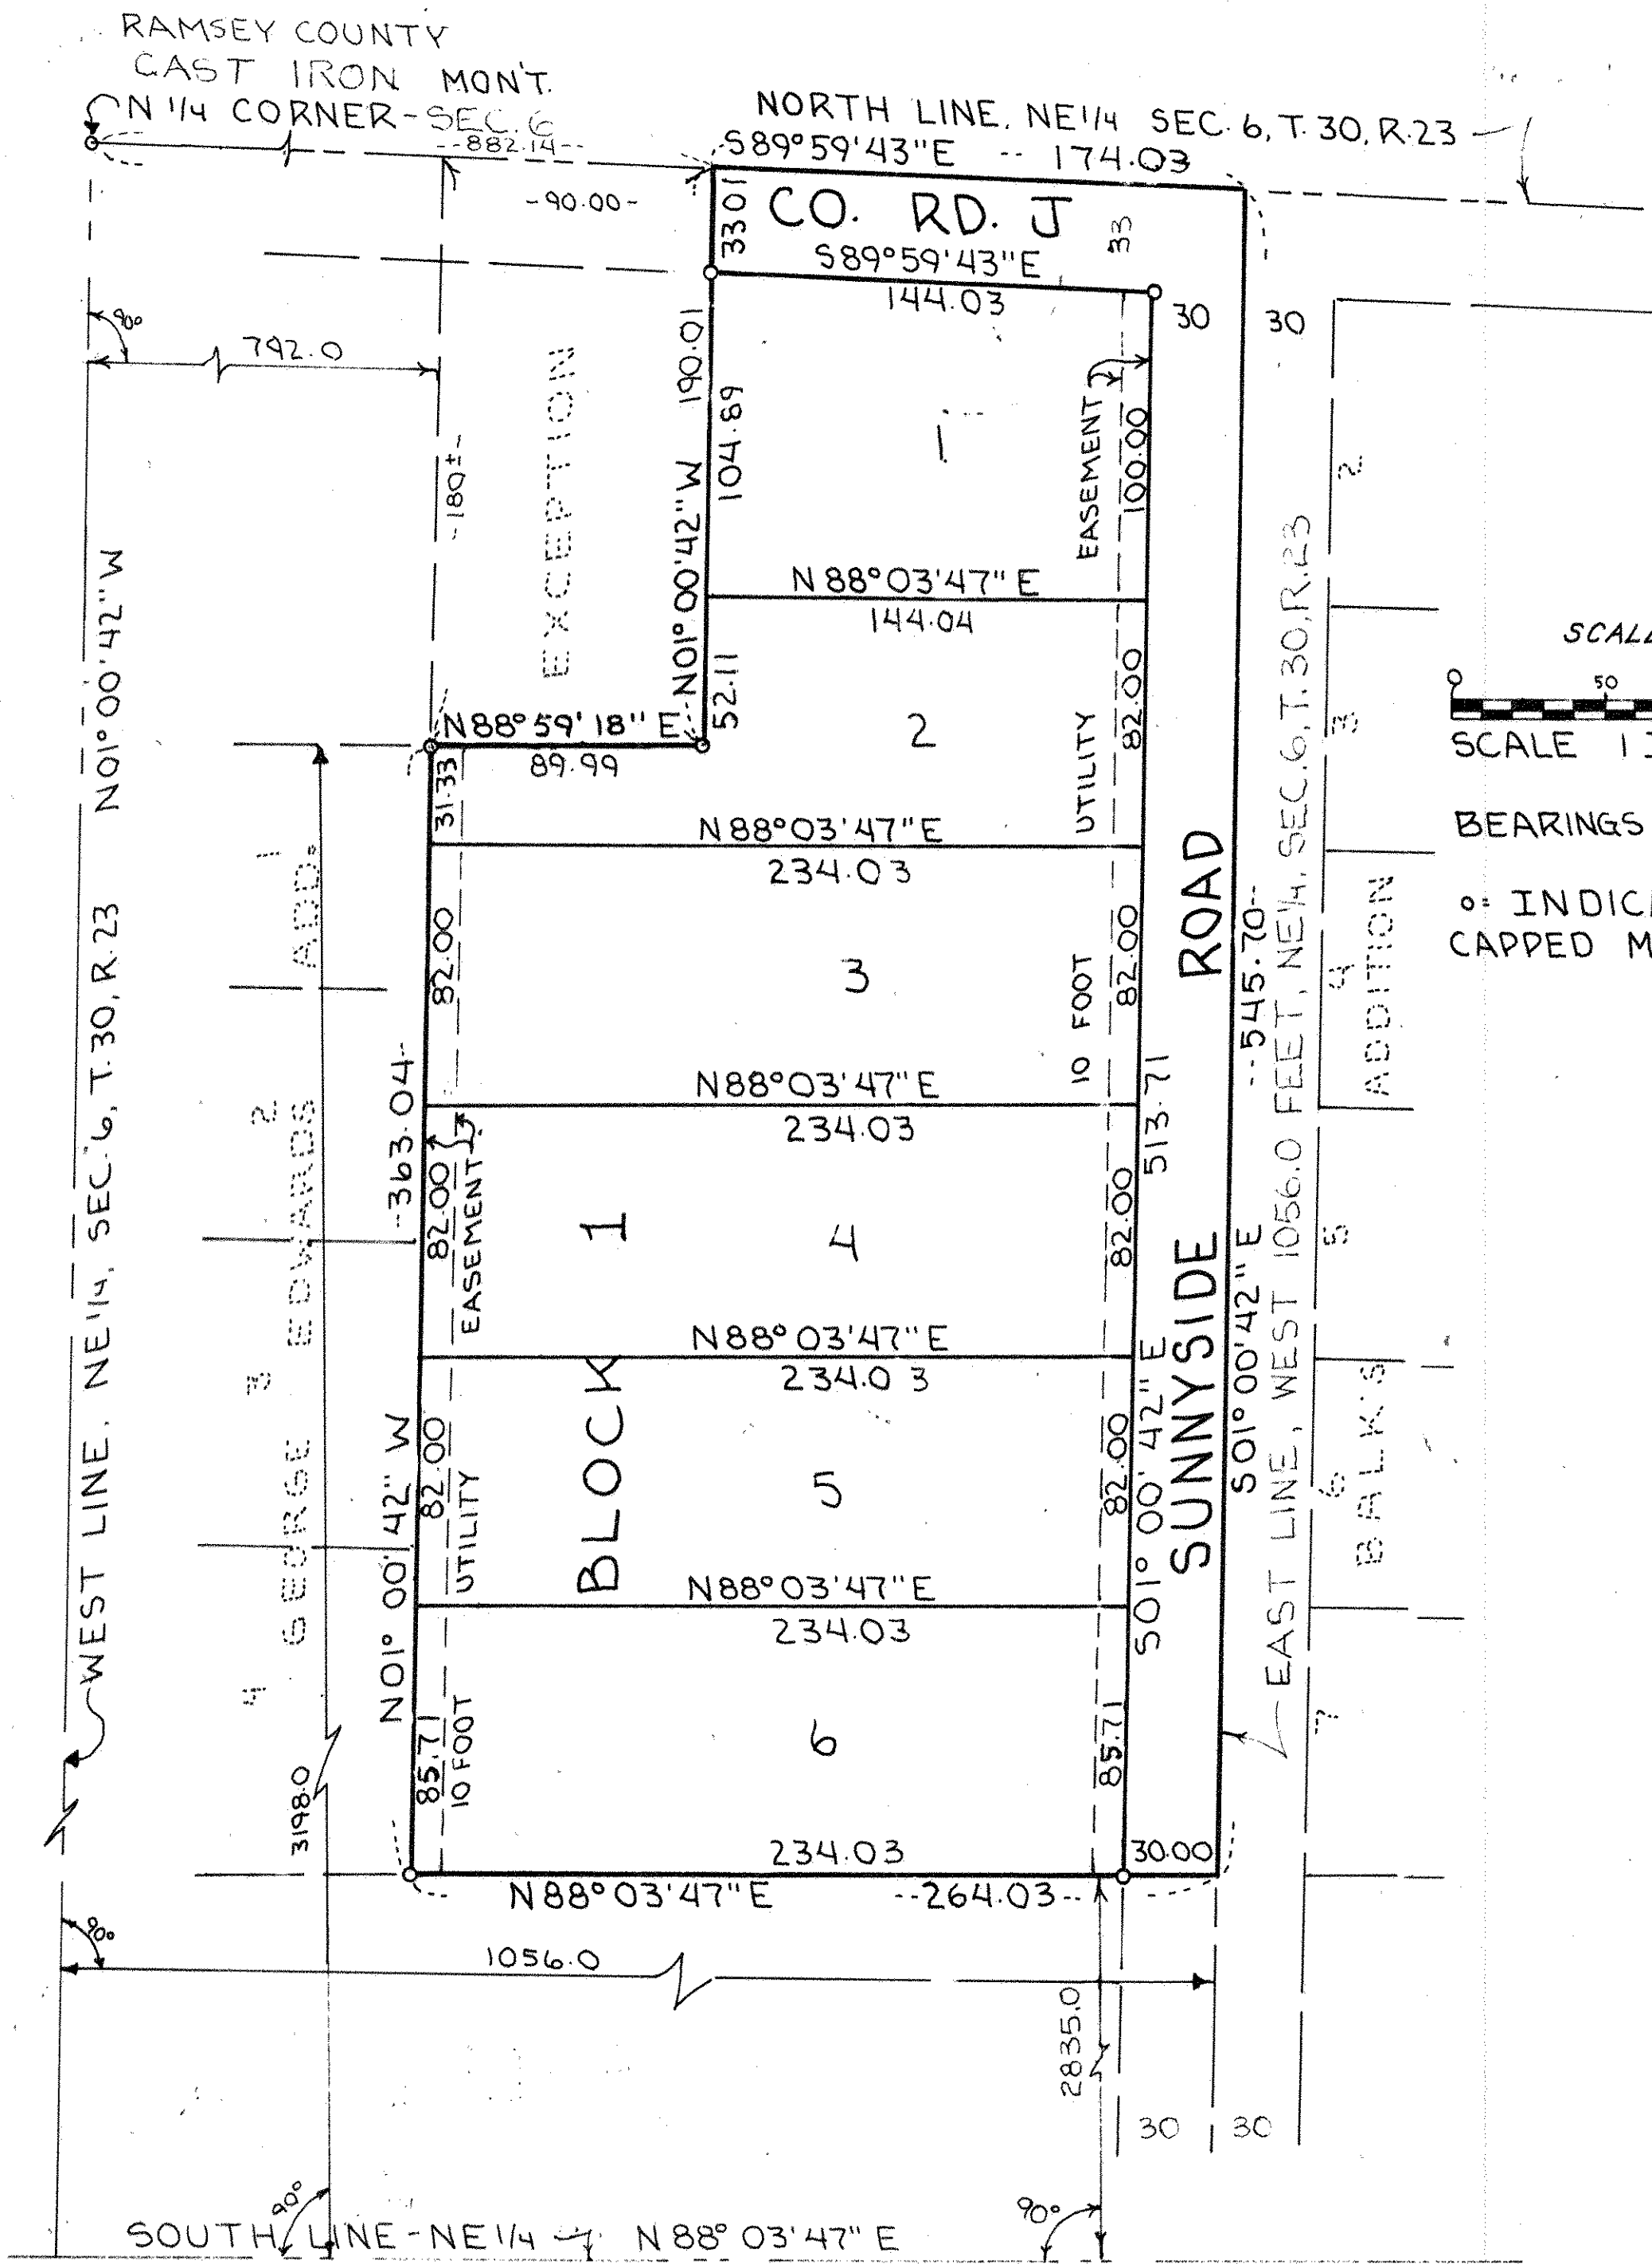 RAMSEY COUNTY
CAST IRON MON'T.
N 1/4 CORNER-SEC. 6
NORTH LINE, NE1/4 SEC. 6, T. 30, R.23
--882.14--
S89°59'43"E -- 174.03
-90.00-
33.01
CO. RD. J
33
S89°59'43"E
144.03
30
30
90°
792.0
-180±-
EXCEPTION
N01°00'42"W 190.01
104.89
1
EASEMENT
100.00
2
N88°03'47"E
144.04
WEST LINE, NE1/4, SEC. 6, T.30, R.23 N01°00'42"W
52.11
2
UTILITY
82.00
3
50
SCALE 1
N88°59'18"E
89.99
31.33
N88°03'47"E
234.03
BEARINGS
1
GEORGE EDWARDS ADD.
82.00
3
10 FOOT
82.00
SUNNYSIDE ROAD
--545.70--
S01°00'42"E
EAST LINE, WEST 1056.0 FEET, NE1/4, SEC.6, T.30, R.23
4
BALK'S ADDITION
CAPPED
N88°03'47"E
234.03
2
--363.04--
N01°00'42"W
82.00
EASEMENT
BLOCK 1
4
82.00
513.71
S01°00'42"E
5
N88°03'47"E
234.03
3
82.00
UTILITY
5
82.00
6
N88°03'47"E
234.03
4
85.71
10 FOOT
6
85.71
7
3198.0
234.03
30.00
N88°03'47"E --264.03--
90°
1056.0
2835.0
30
30
90°
90°
SOUTH LINE-NE1/4 N88°03'47"E